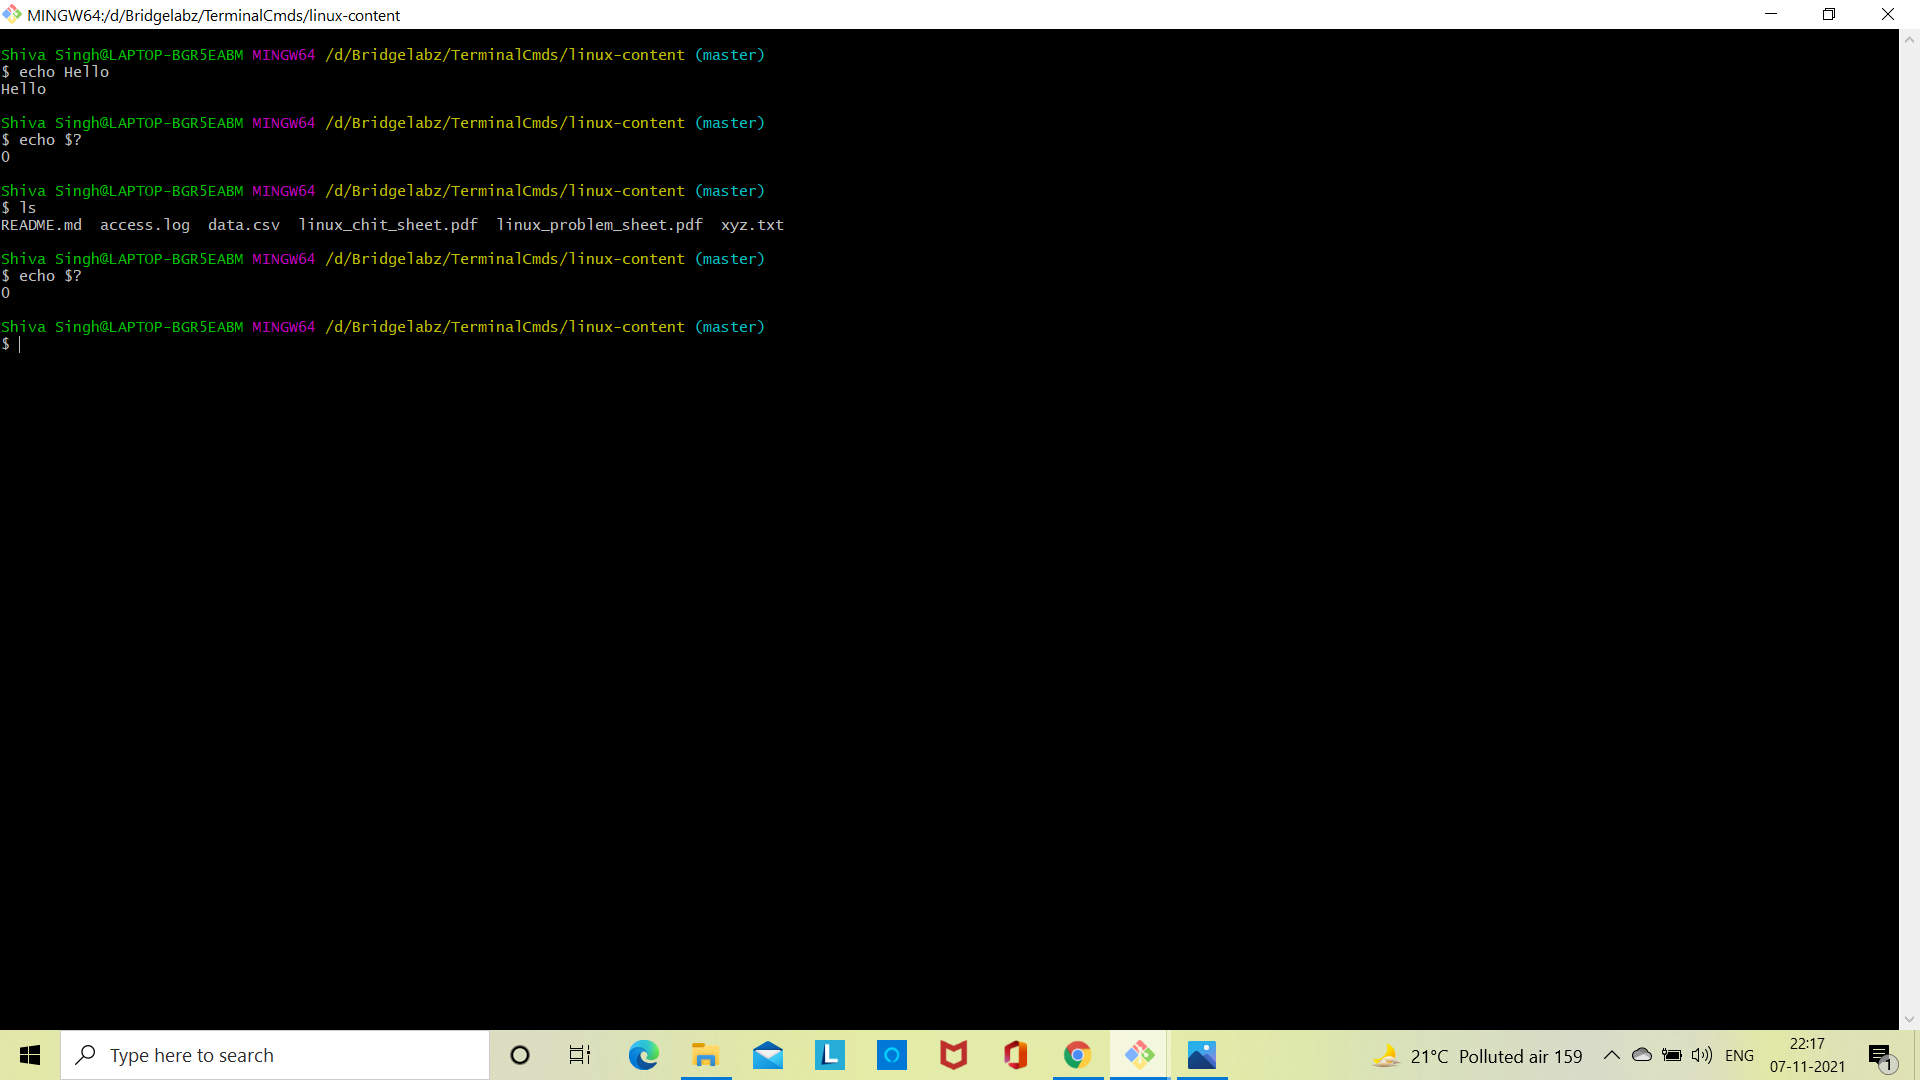 MINGW64:/d/Bridgelabz/TerminalCmds/linux-content
Shiva Singh@LAPTOP-BGR5EABM MINGW64 /d/Bridgelabz/TerminalCmds/linux-content (master)
$ echo Hello
Hello
Shiva Singh@LAPTOP-BGR5EABM MINGW64 /d/Bridgelabz/TerminalCmds/linux-content (master)
$ echo $?
0
Shiva Singh@LAPTOP-BGR5EABM MINGW64 /d/Bridgelabz/TerminalCmds/linux-content (master)
$ ls
README.md  access.log  data.csv  linux_chit_sheet.pdf  linux_problem_sheet.pdf  xyz.txt
Shiva Singh@LAPTOP-BGR5EABM MINGW64 /d/Bridgelabz/TerminalCmds/linux-content (master)
$ echo $?
0
Shiva Singh@LAPTOP-BGR5EABM MINGW64 /d/Bridgelabz/TerminalCmds/linux-content (master)
$
Type here to search
L
21°C  Polluted air 159
ENG
22:17
07-11-2021
1